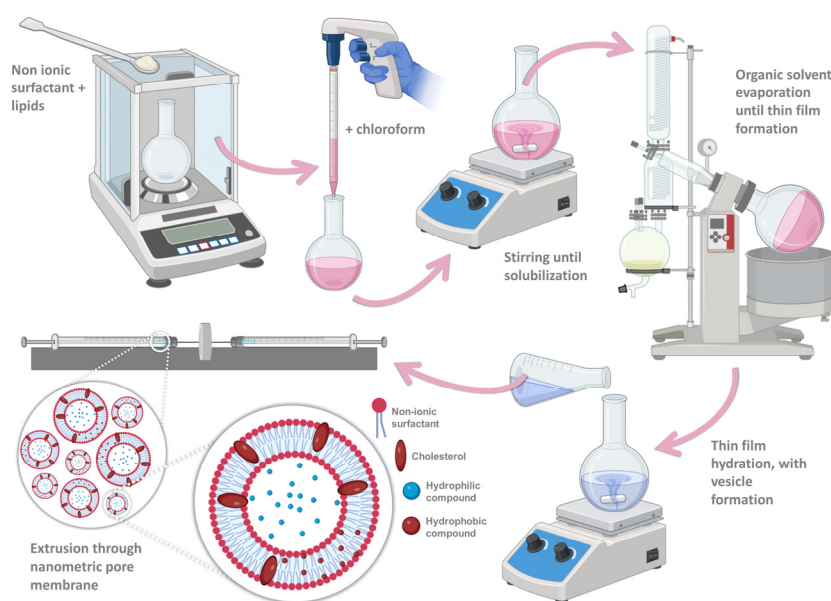 Non ionic
surfactant +
lipids
+ chloroform
Stirring until
solubilization
Organic solvent
evaporation
until thin film
formation
Thin film
hydration, with
vesicle
formation
Non-ionic
surfactant
Cholesterol
Hydrophilic
compound
Hydrophobic
compound
Extrusion through
nanometric pore
membrane